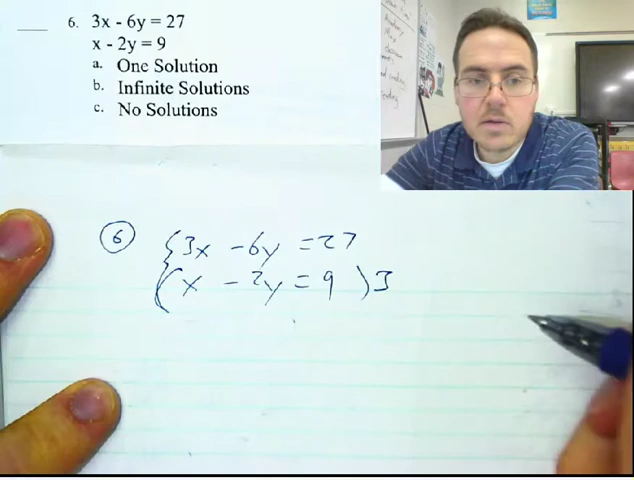 6. 3x - 6y = 27
x - 2y = 9
a. One Solution
b. Infinite Solutions
c. No Solutions
6 {3x - 6y = 27
(x - 2y = 9)3